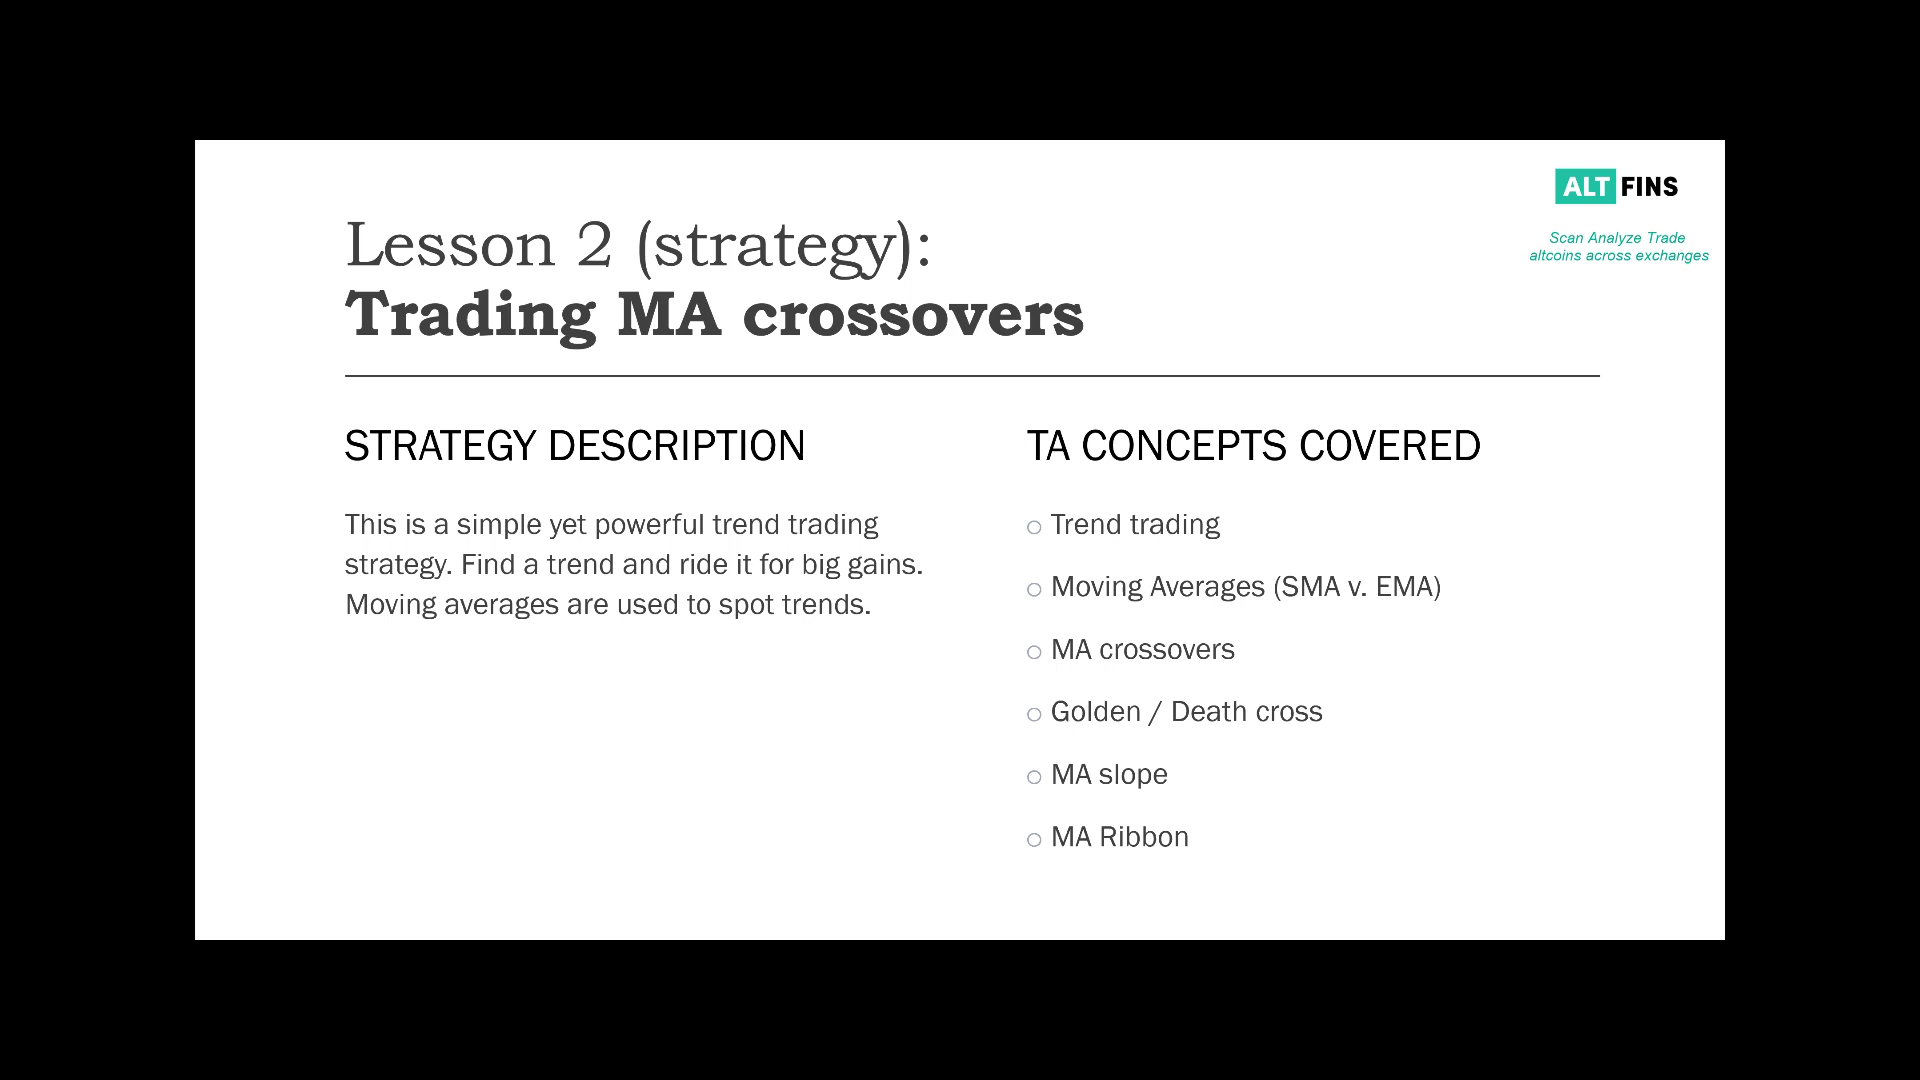 ALT FINS
Scan Analyze Trade
altcoins across exchanges
Lesson 2 (strategy):
Trading MA crossovers
STRATEGY DESCRIPTION
This is a simple yet powerful trend trading
strategy. Find a trend and ride it for big gains.
Moving averages are used to spot trends.
TA CONCEPTS COVERED
Trend trading
Moving Averages (SMA v. EMA)
MA crossovers
Golden / Death cross
MA slope
MA Ribbon